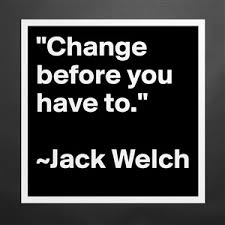 "Change
before you
have to."
~Jack Welch